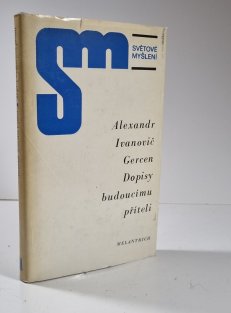 sm
SVĚTOVÉ
MYŠLENÍ
Alexandr
Ivanovič
Gercen
Dopisy
budoucímu
příteli
MELANTRICH